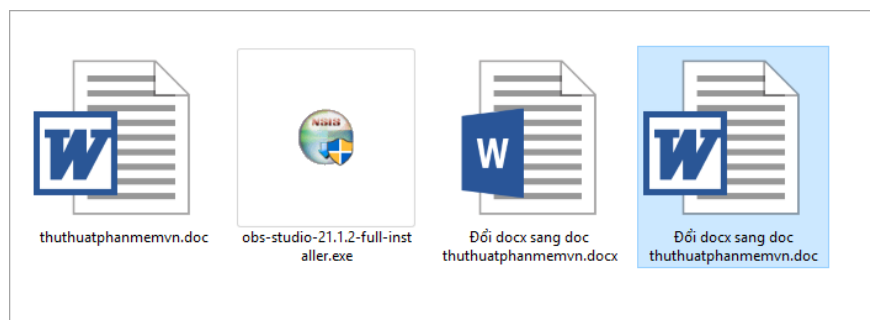 W
thuthuatphanmemvn.doc
NSIS
obs-studio-21.1.2-full-inst
aller.exe
W
Đổi docx sang doc
thuthuatphanmemvn.docx
W
Đổi docx sang doc
thuthuatphanmemvn.doc